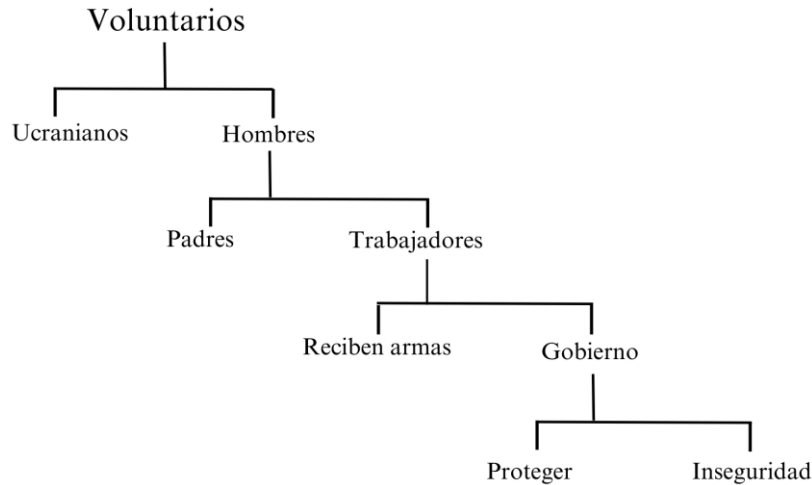 Voluntarios
Ucranianos
Hombres
Padres
Trabajadores
Reciben armas
Gobierno
Proteger
Inseguridad